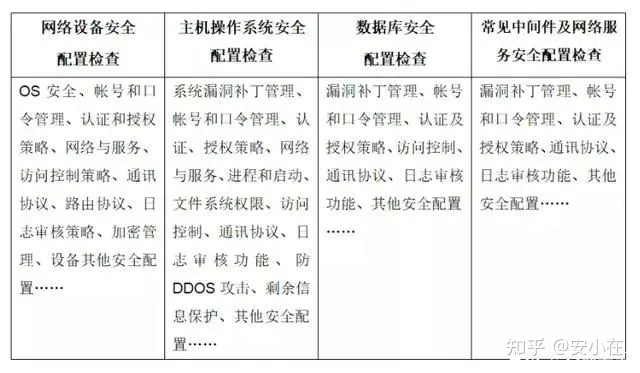 网络设备安全
配置检查
主机操作系统安全
配置检查
数据库安全
配置检查
常见中间件及网络服
务安全配置检查
OS 安全、帐号和口
令管理、认证和授权
策略、网络与服务、
访问控制策略、通讯
协议、路由协议、日
志审核策略、加密管
理、设备其他安全配
置……
系统漏洞补丁管理、
帐号和口令管理、认
证、授权策略、网络
与服务、进程和启动、
文件系统权限、访问
控制、通讯协议、日
志审核功能、防
DDOS 攻击、剩余信
息保护、其他安全配
置……
漏洞补丁管理、帐号
和口令管理、认证及
授权策略、访问控制、
通讯协议、日志审核
功能、其他安全配置
……
漏洞补丁管理、帐号
和口令管理、认证及
授权策略、通讯协议、
日志审核功能、其他
安全配置……
知乎 @安小在